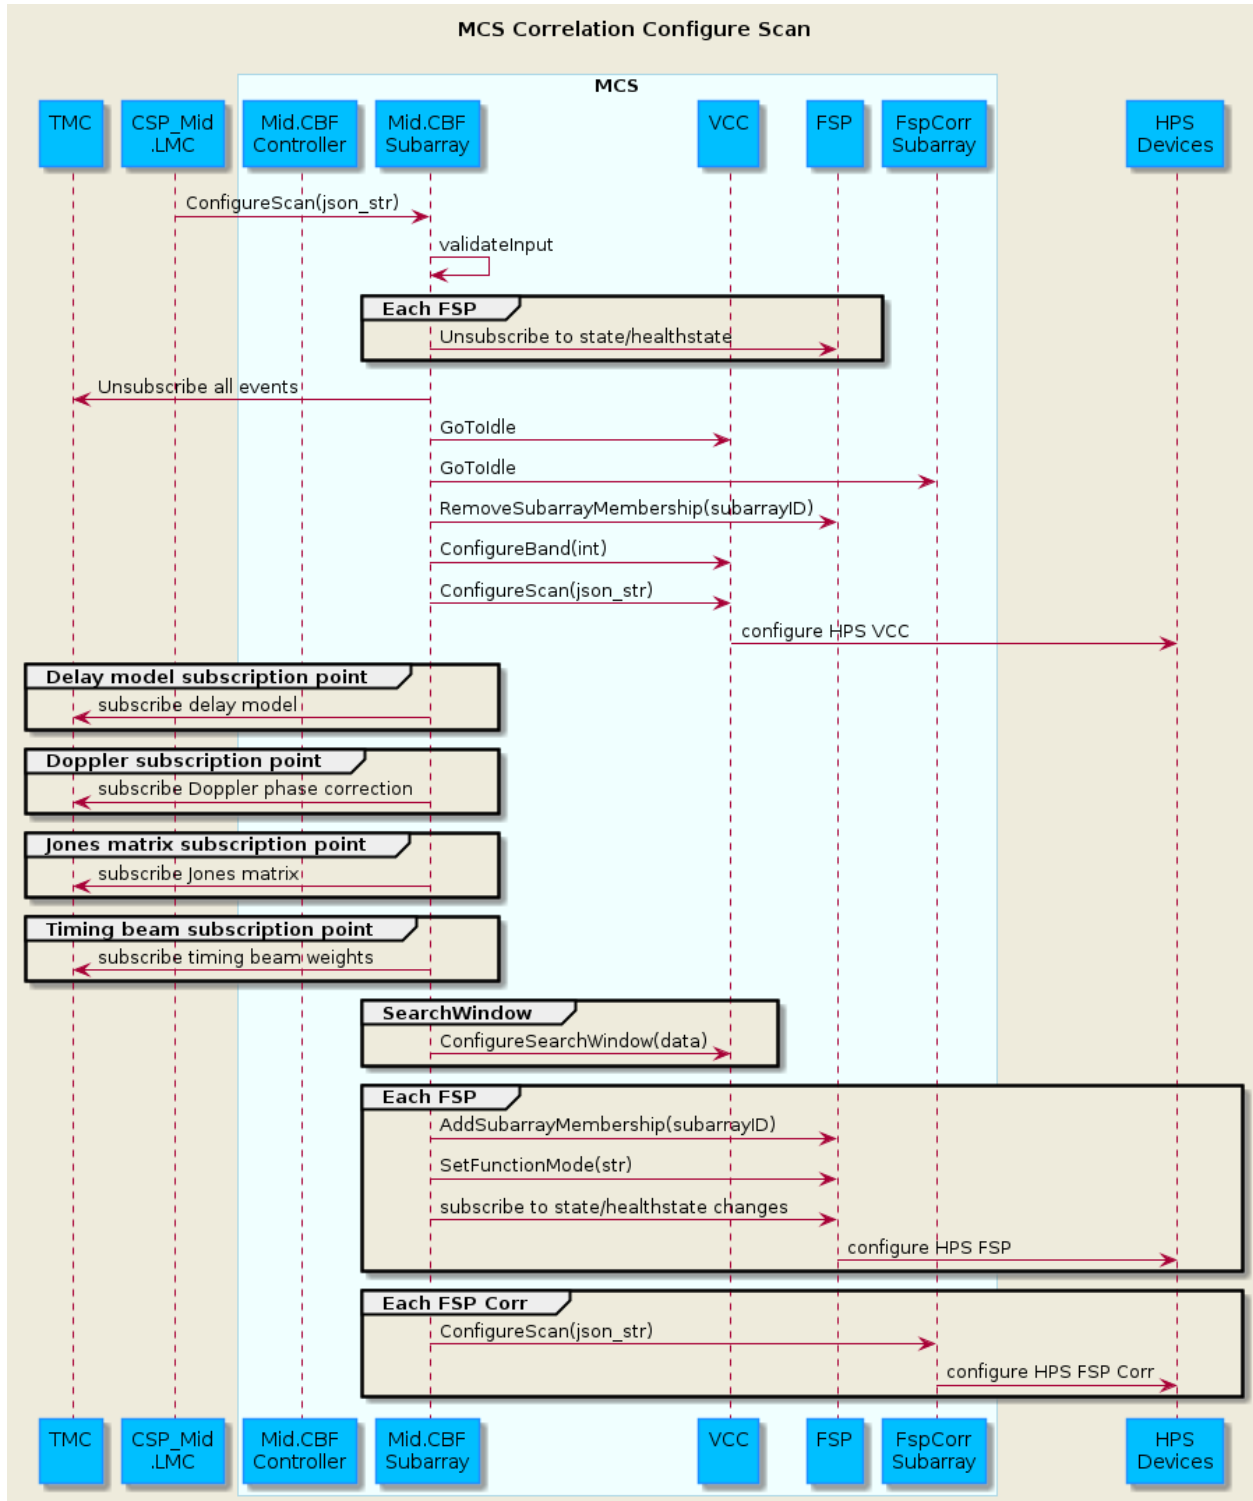 MCS Correlation Configure Scan
MCS
TMC
CSP_Mid
.LMC
Mid.CBF
Controller
Mid.CBF
Subarray
VCC
FSP
FspCorr
Subarray
HPS
Devices
ConfigureScan(json_str)
validateInput
Each FSP
Unsubscribe to state/healthstate
Unsubscribe all events
GoToIdle
GoToIdle
RemoveSubarrayMembership(subarrayID)
ConfigureBand(int)
ConfigureScan(json_str)
configure HPS VCC
Delay model subscription point
subscribe delay model
Doppler subscription point
subscribe Doppler phase correction
Jones matrix subscription point
subscribe Jones matrix
Timing beam subscription point
subscribe timing beam weights
SearchWindow
ConfigureSearchWindow(data)
Each FSP
AddSubarrayMembership(subarrayID)
SetFunctionMode(str)
subscribe to state/healthstate changes
configure HPS FSP
Each FSP Corr
ConfigureScan(json_str)
configure HPS FSP Corr
TMC
CSP_Mid
.LMC
Mid.CBF
Controller
Mid.CBF
Subarray
VCC
FSP
FspCorr
Subarray
HPS
Devices